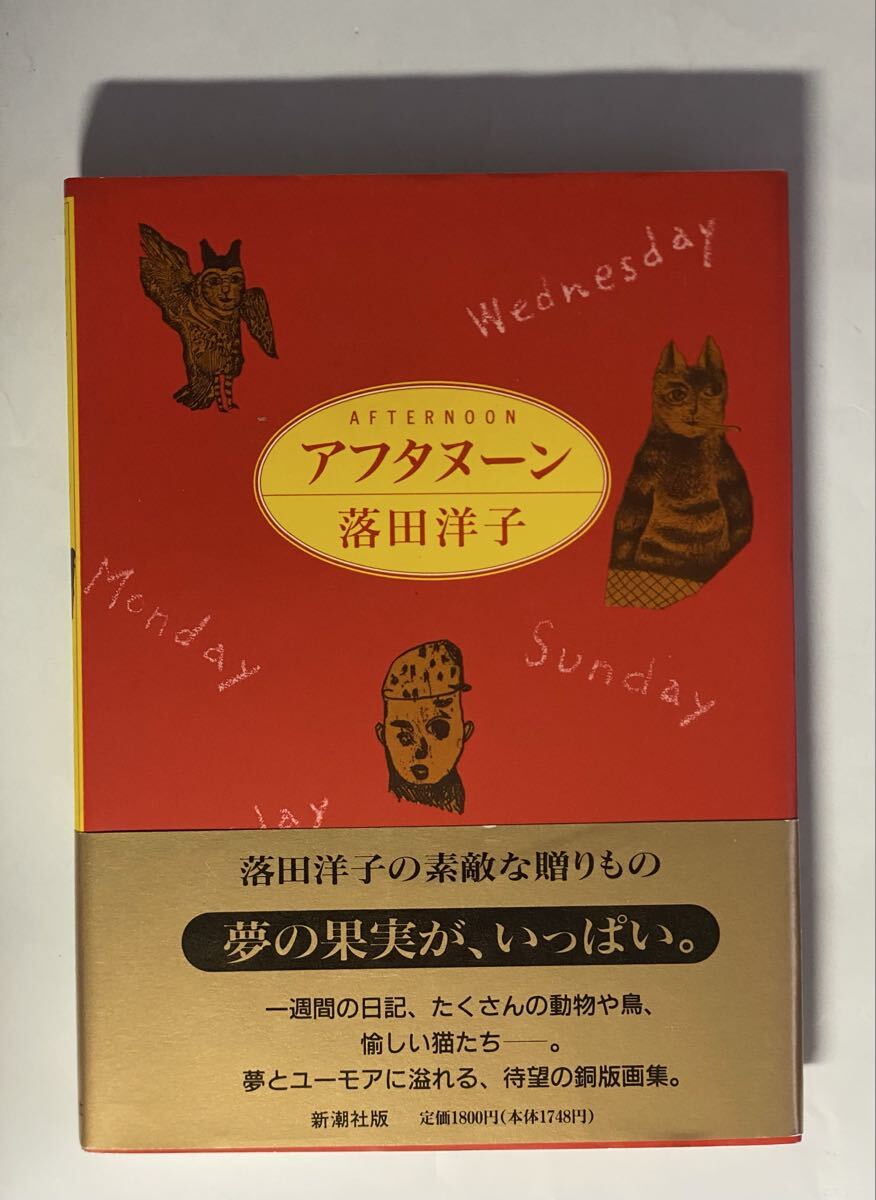 Wednesday
AFTERNOON
アフタヌーン
落田洋子
Monday
Sunday
day
落田洋子の素敵な贈りもの
夢の果実が、いっぱい。
一週間の日記、たくさんの動物や鳥、
愉しい猫たち——。
夢とユーモアに溢れる、待望の銅版画集。
新潮社版 定価1800円(本体1748円)